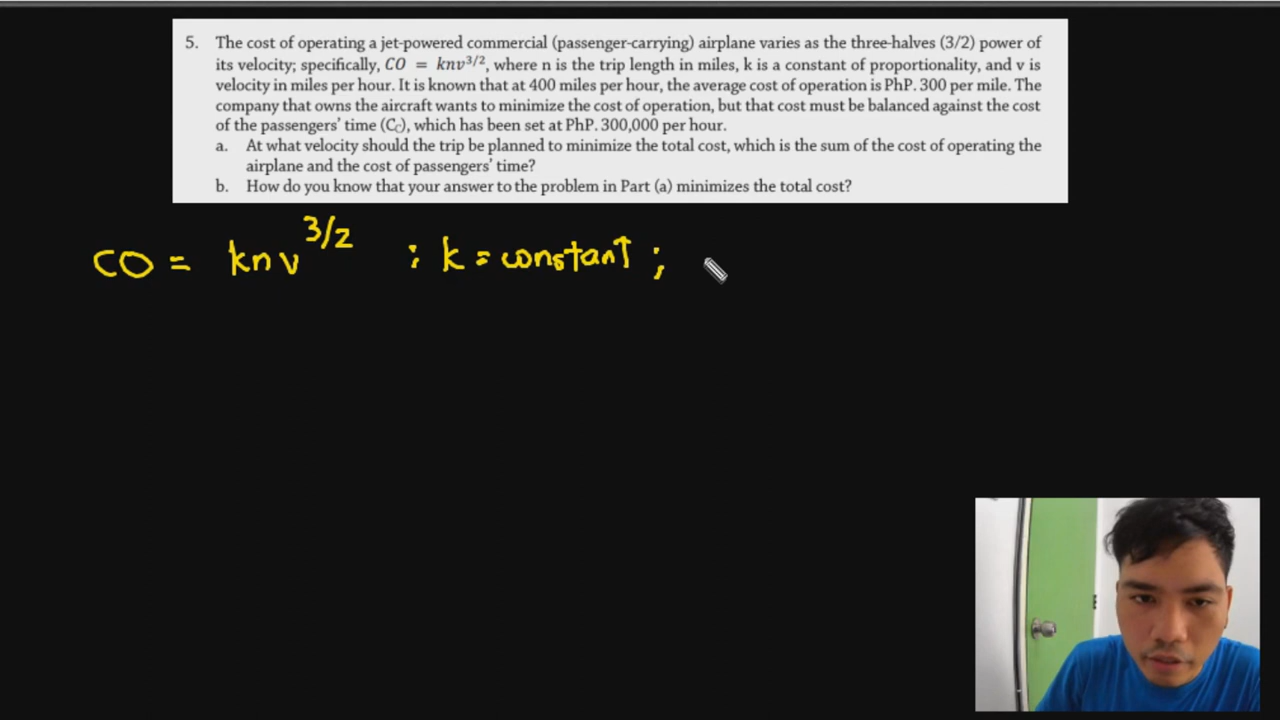 5. The cost of operating a jet-powered commercial (passenger-carrying) airplane varies as the three-halves (3/2) power of
its velocity; specifically, CO = knv^3/2, where n is the trip length in miles, k is a constant of proportionality, and v is
velocity in miles per hour. It is known that at 400 miles per hour, the average cost of operation is PhP. 300 per mile. The
company that owns the aircraft wants to minimize the cost of operation, but that cost must be balanced against the cost
of the passengers' time (C_C), which has been set at PhP. 300,000 per hour.
a. At what velocity should the trip be planned to minimize the total cost, which is the sum of the cost of operating the
airplane and the cost of passengers' time?
b. How do you know that your answer to the problem in Part (a) minimizes the total cost?
CO = knv^3/2 ; k = constant ;